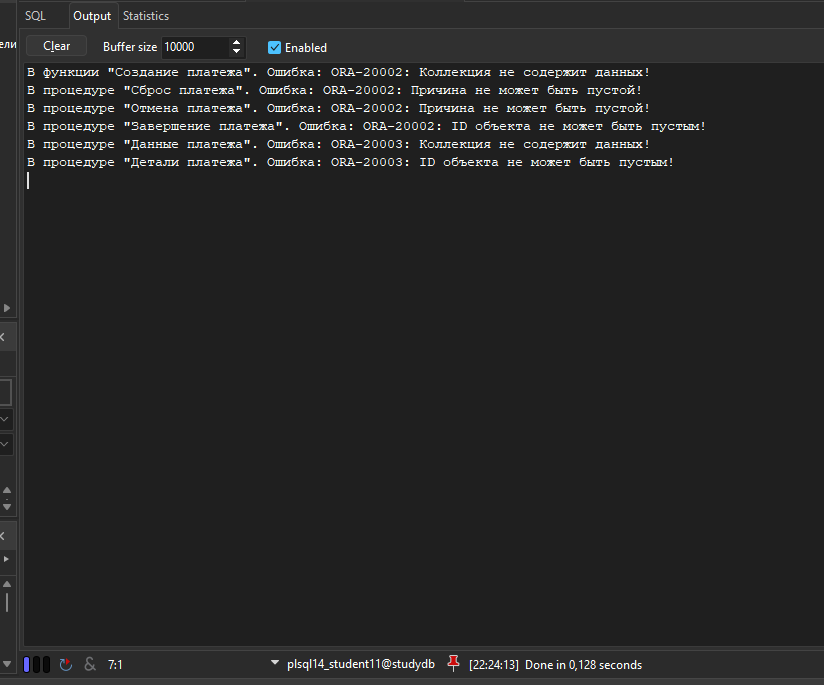 SQL Output Statistics
ели
Clear Buffer size 10000 Enabled
В функции "Создание платежа". Ошибка: ORA-20002: Коллекция не содержит данных!
В процедуре "Сброс платежа". Ошибка: ORA-20002: Причина не может быть пустой!
В процедуре "Отмена платежа". Ошибка: ORA-20002: Причина не может быть пустой!
В процедуре "Завершение платежа". Ошибка: ORA-20002: ID объекта не может быть пустым!
В процедуре "Данные платежа". Ошибка: ORA-20003: Коллекция не содержит данных!
В процедуре "Детали платежа". Ошибка: ORA-20003: ID объекта не может быть пустым!
& 7:1 plsql14_student11@studydb [22:24:13] Done in 0,128 seconds